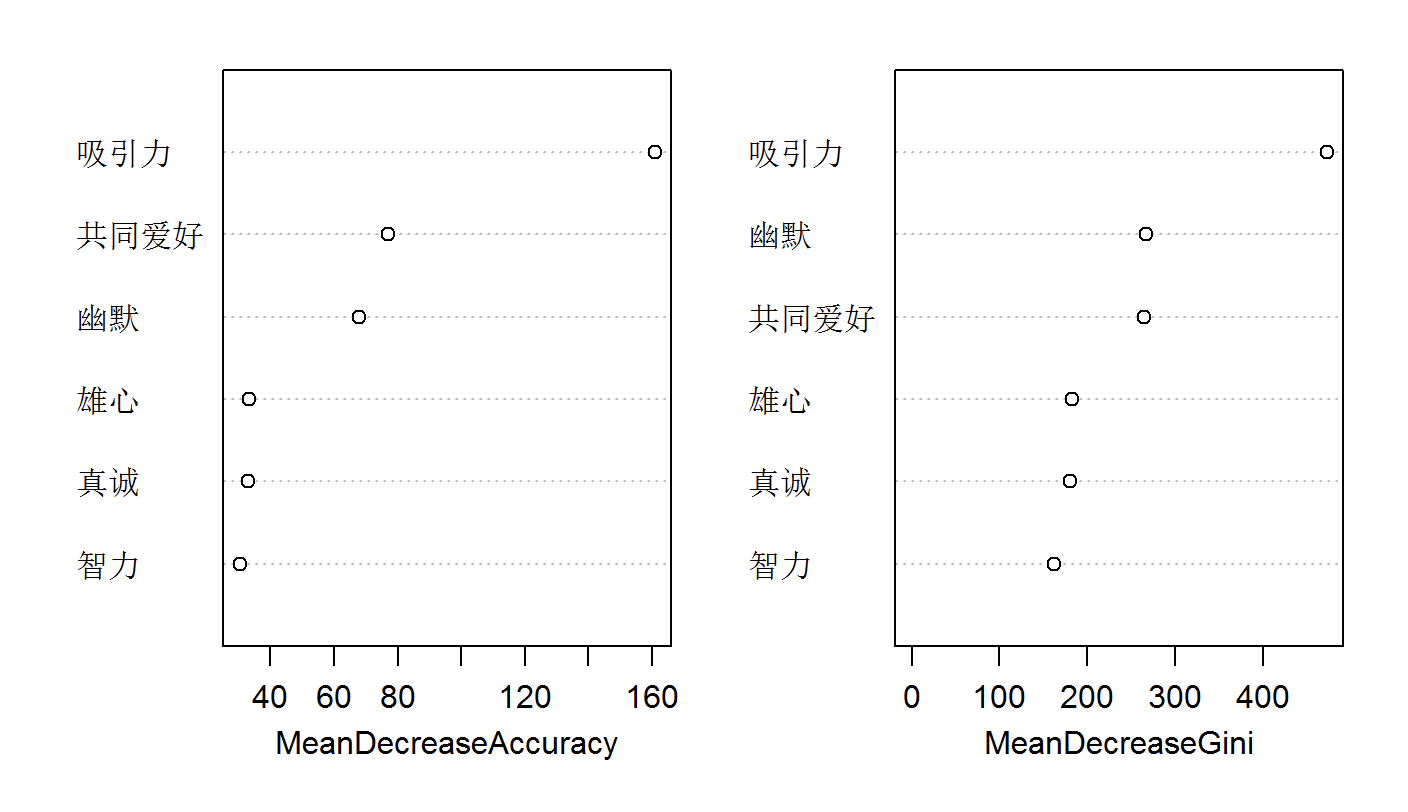 吸引力
共同爱好
幽默
雄心
真诚
智力
40 60 80 120 160
MeanDecreaseAccuracy
吸引力
幽默
共同爱好
雄心
真诚
智力
0 100 200 300 400
MeanDecreaseGini